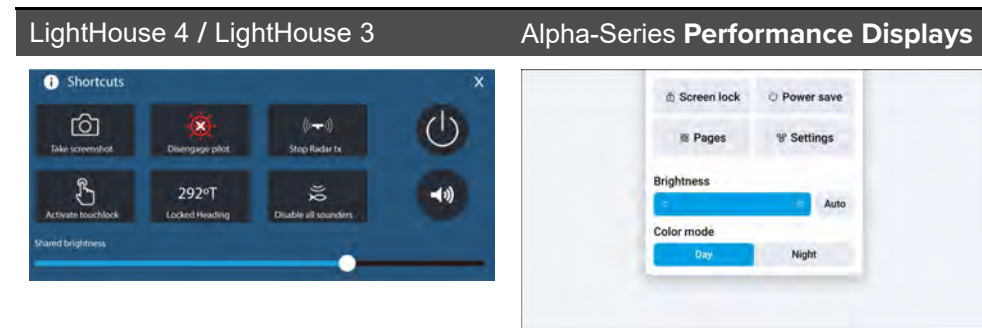 LightHouse 4 / LightHouse 3
Alpha-Series Performance Displays
Shortcuts
X
Take screenshot
Disengage pilot
Stop Radar tx
292°T
Activate touchlock
Locked Heading
Disable all sounders
Shared brightness
Screen lock
Power save
Pages
Settings
Brightness
Auto
Color mode
Day
Night